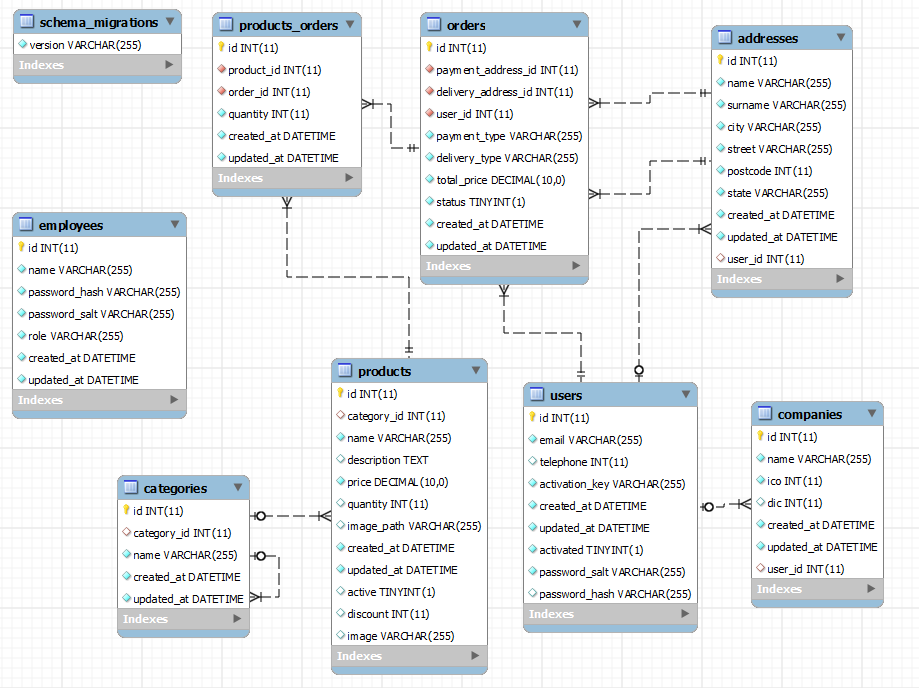 schema_migrations
version VARCHAR(255)
Indexes
products_orders
id INT(11)
product_id INT(11)
order_id INT(11)
quantity INT(11)
created_at DATETIME
updated_at DATETIME
Indexes
orders
id INT(11)
payment_address_id INT(11)
delivery_address_id INT(11)
user_id INT(11)
payment_type VARCHAR(255)
delivery_type VARCHAR(255)
total_price DECIMAL(10,0)
status TINYINT(1)
created_at DATETIME
updated_at DATETIME
Indexes
addresses
id INT(11)
name VARCHAR(255)
surname VARCHAR(255)
city VARCHAR(255)
street VARCHAR(255)
postcode INT(11)
state VARCHAR(255)
created_at DATETIME
updated_at DATETIME
user_id INT(11)
Indexes
employees
id INT(11)
name VARCHAR(255)
password_hash VARCHAR(255)
password_salt VARCHAR(255)
role VARCHAR(255)
created_at DATETIME
updated_at DATETIME
Indexes
products
id INT(11)
category_id INT(11)
name VARCHAR(255)
description TEXT
price DECIMAL(10,0)
quantity INT(11)
image_path VARCHAR(255)
created_at DATETIME
updated_at DATETIME
active TINYINT(1)
discount INT(11)
image VARCHAR(255)
Indexes
users
id INT(11)
email VARCHAR(255)
telephone INT(11)
activation_key VARCHAR(255)
created_at DATETIME
updated_at DATETIME
activated TINYINT(1)
password_salt VARCHAR(255)
password_hash VARCHAR(255)
Indexes
companies
id INT(11)
name VARCHAR(255)
ico INT(11)
dic INT(11)
created_at DATETIME
updated_at DATETIME
user_id INT(11)
Indexes
categories
id INT(11)
category_id INT(11)
name VARCHAR(255)
created_at DATETIME
updated_at DATETIME
Indexes